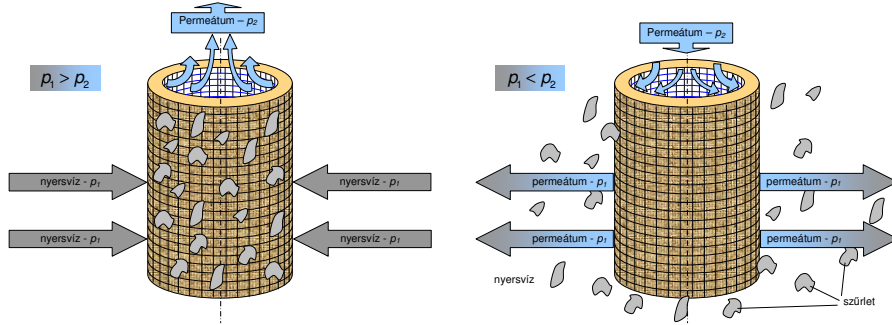 Permeátum – p2
p1 > p2
nyersvíz - p1
nyersvíz - p1
nyersvíz - p1
nyersvíz - p1
Permeátum – p2
p1 < p2
permeátum - p1
permeátum - p1
permeátum - p1
permeátum - p1
nyersvíz
szűrlet